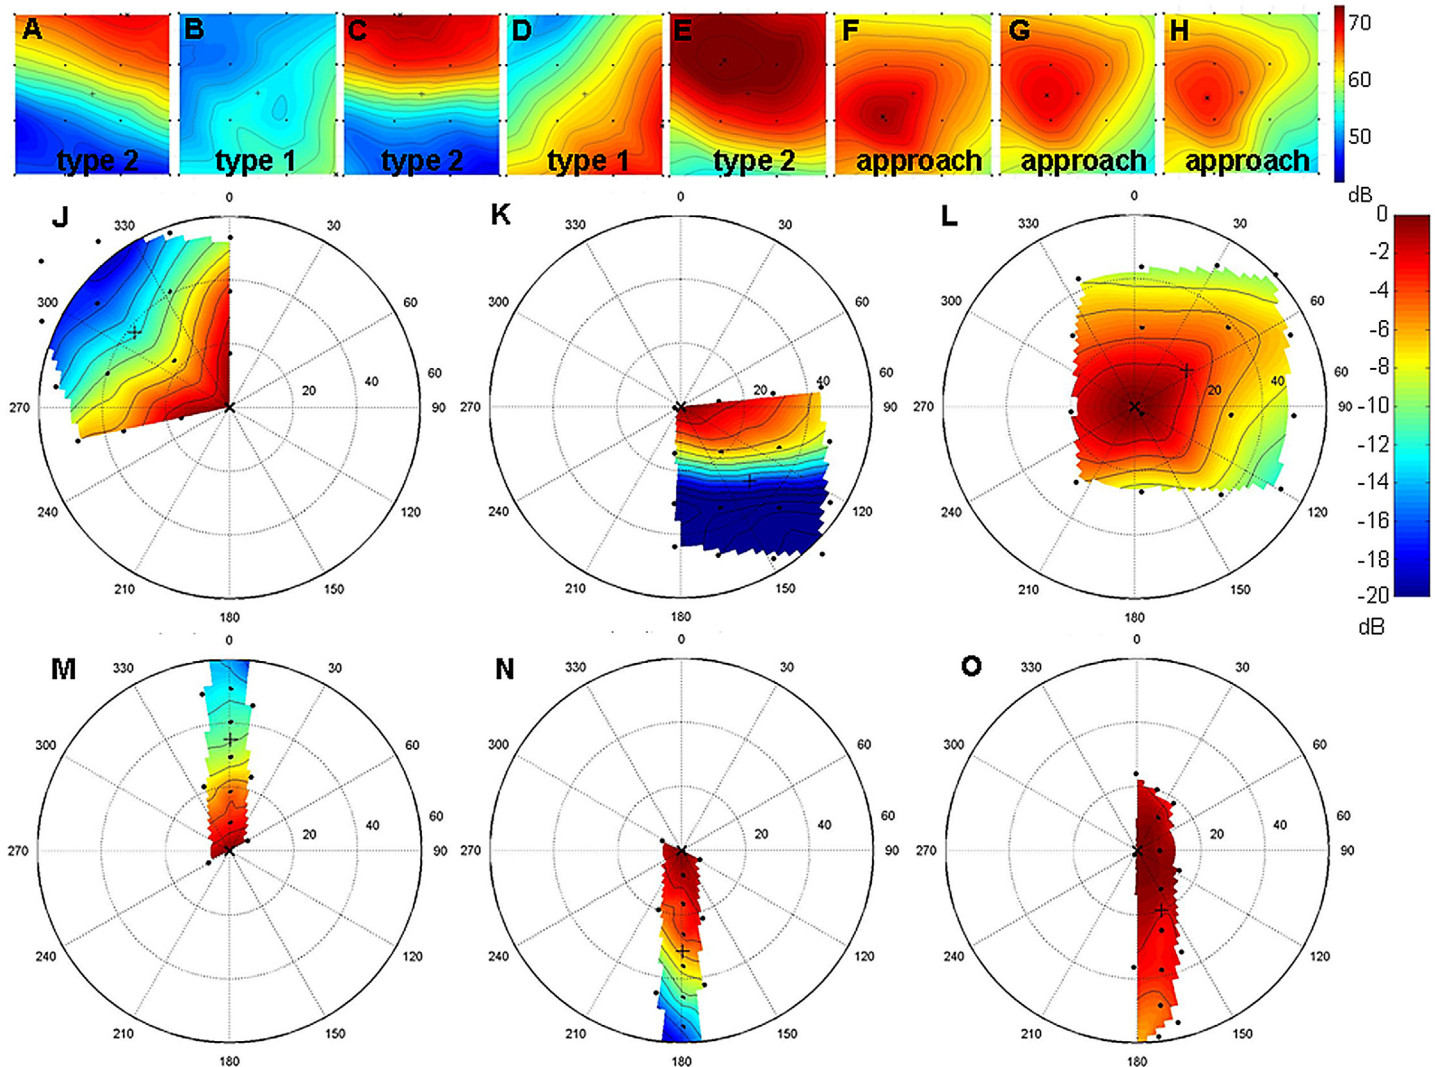 A B C D E F G H 70
60
50
type 2 type 1 type 2 type 1 type 2 approach approach approach
dB
J 0 K 0 L 0 0
330 30 330 30 330 30 -2
-4
300 60 300 60 300 60 -6
60 60 60 -8
20 40 20 40 20 40
270 90 270 90 270 90 -10
-12
240 120 240 120 240 120 -14
-16
210 150 210 150 210 150 -18
-20
180 180 180 dB
0 0 0
M 330 30 N 330 30 O 330 30
300 60 300 60 300 60
60 60 60
20 40 20 40 20 40
270 90 270 90 270 90
240 120 240 120 240 120
210 150 210 150 210 150
180 180 180